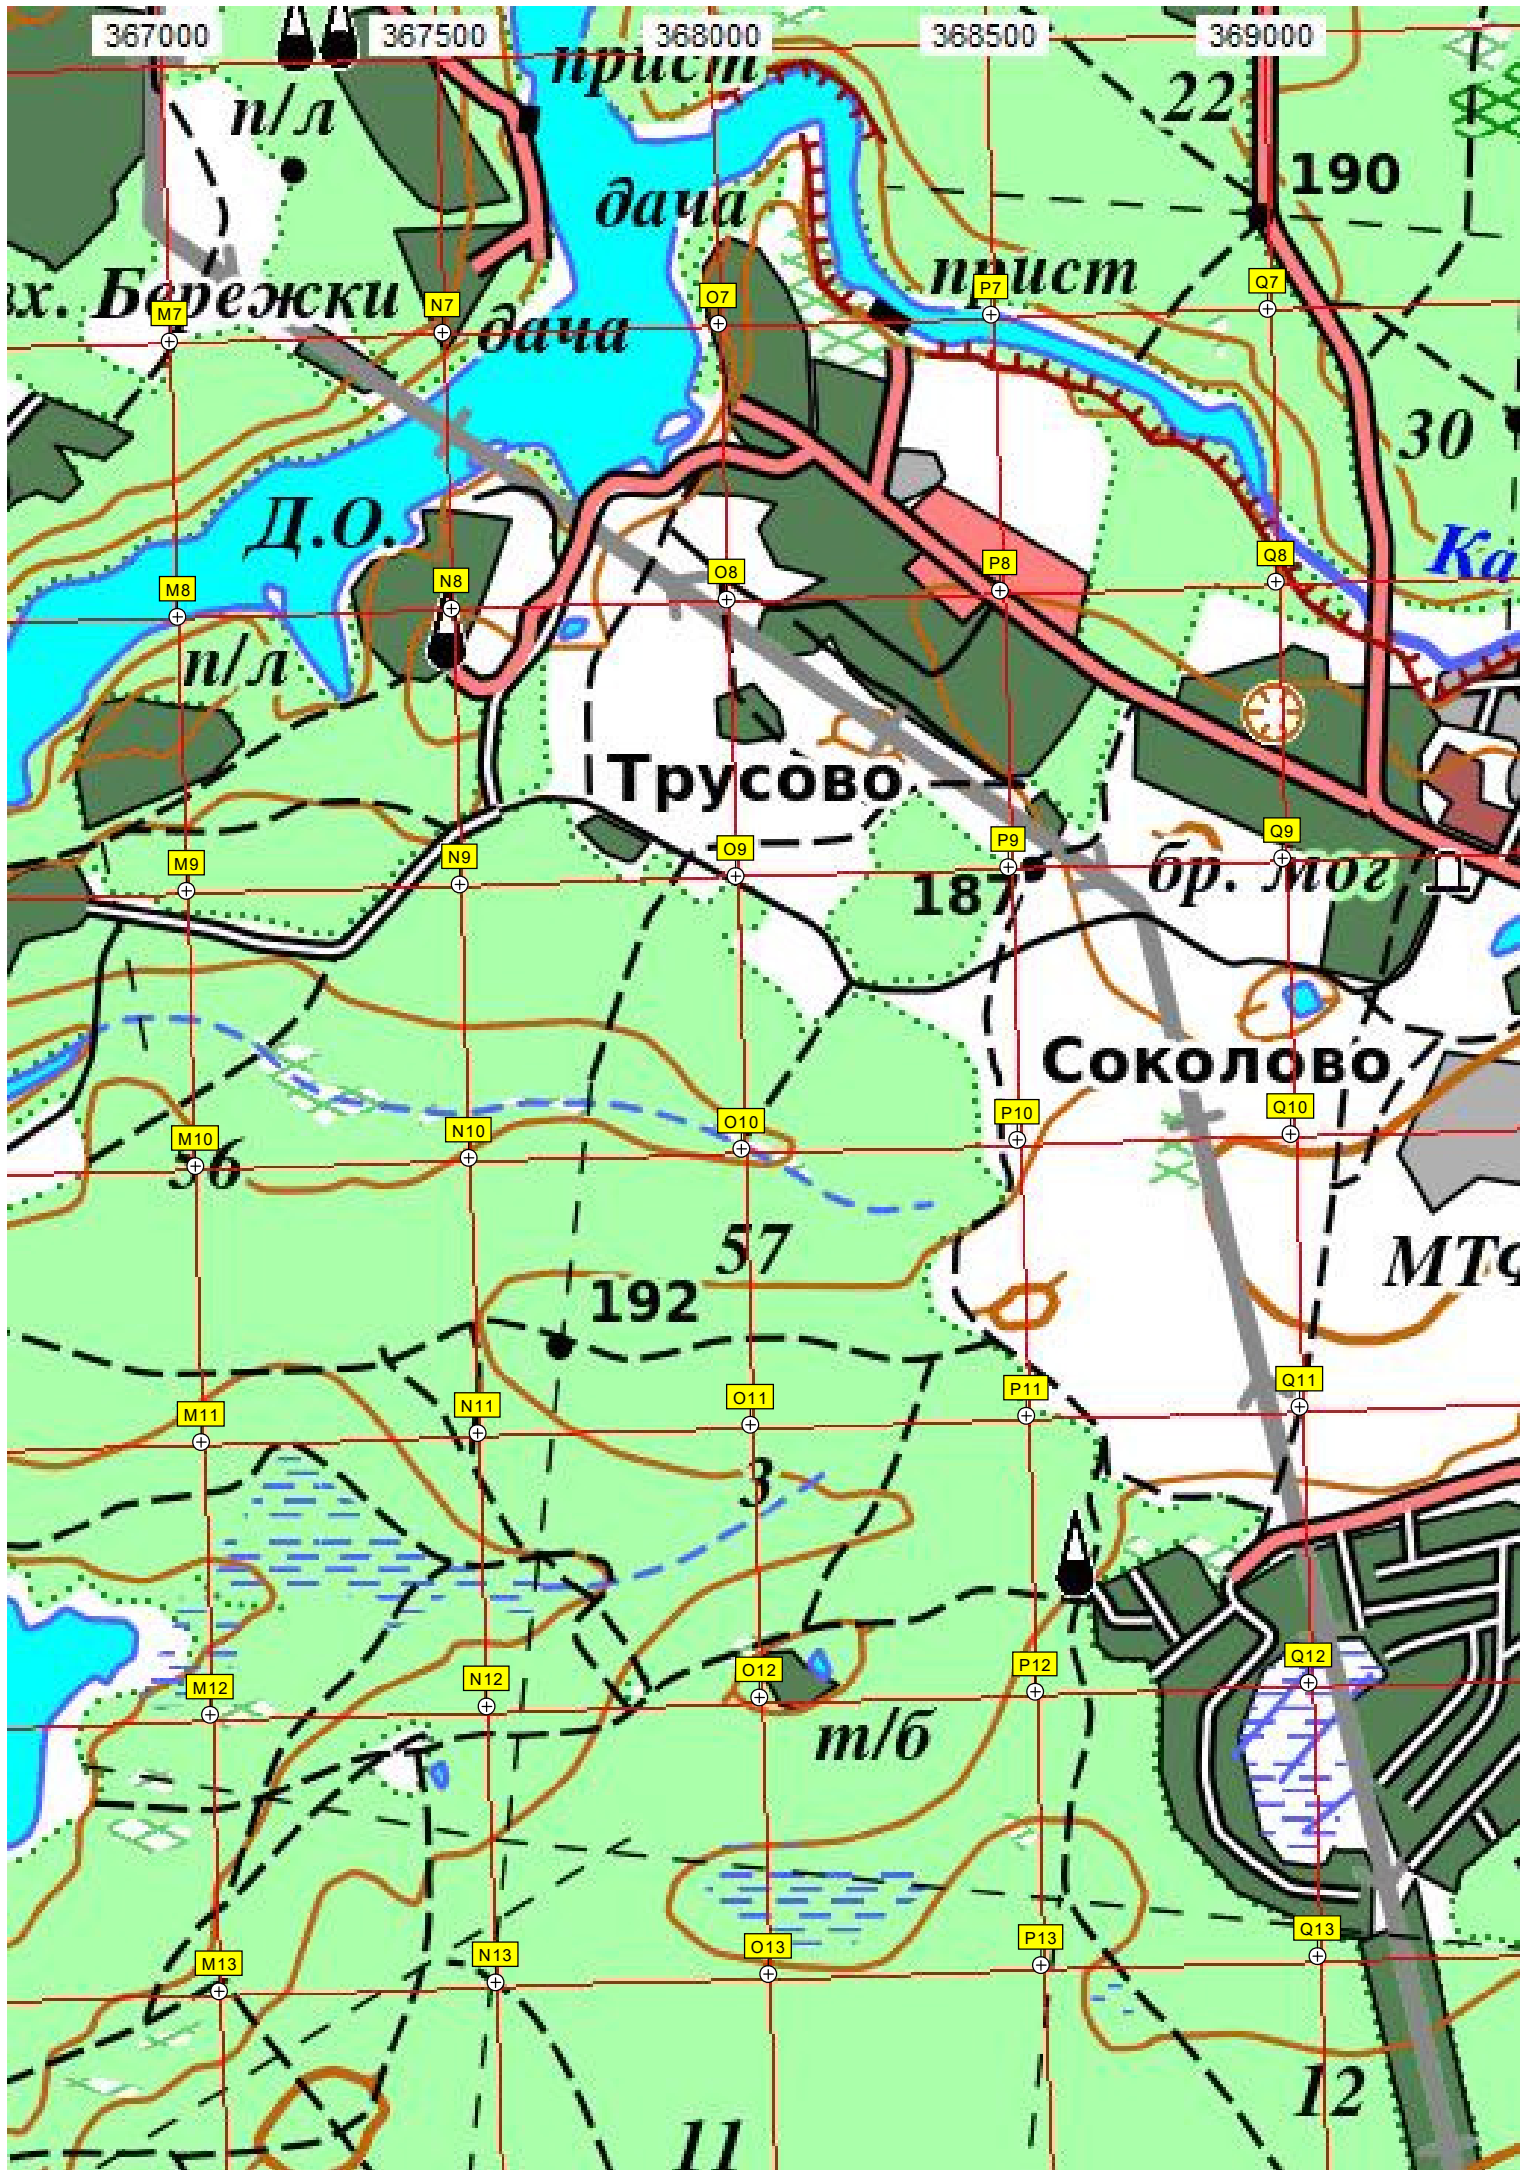 367000 367500 368000 368500 369000
прист
22
п/л
190
дача
прист
вх. Бережки
M7 N7 O7 P7 Q7
дача
30
Д.О.
Ка
M8 N8 O8 P8 Q8
п/л
Трусово
M9 N9 O9 P9 Q9
187
бр. мог
Соколово
M10 N10 O10 P10 Q10
56
57
МТФ
192
M11 N11 O11 P11 Q11
3
M12 N12 O12 P12 Q12
т/б
M13 N13 O13 P13 Q13
12
11